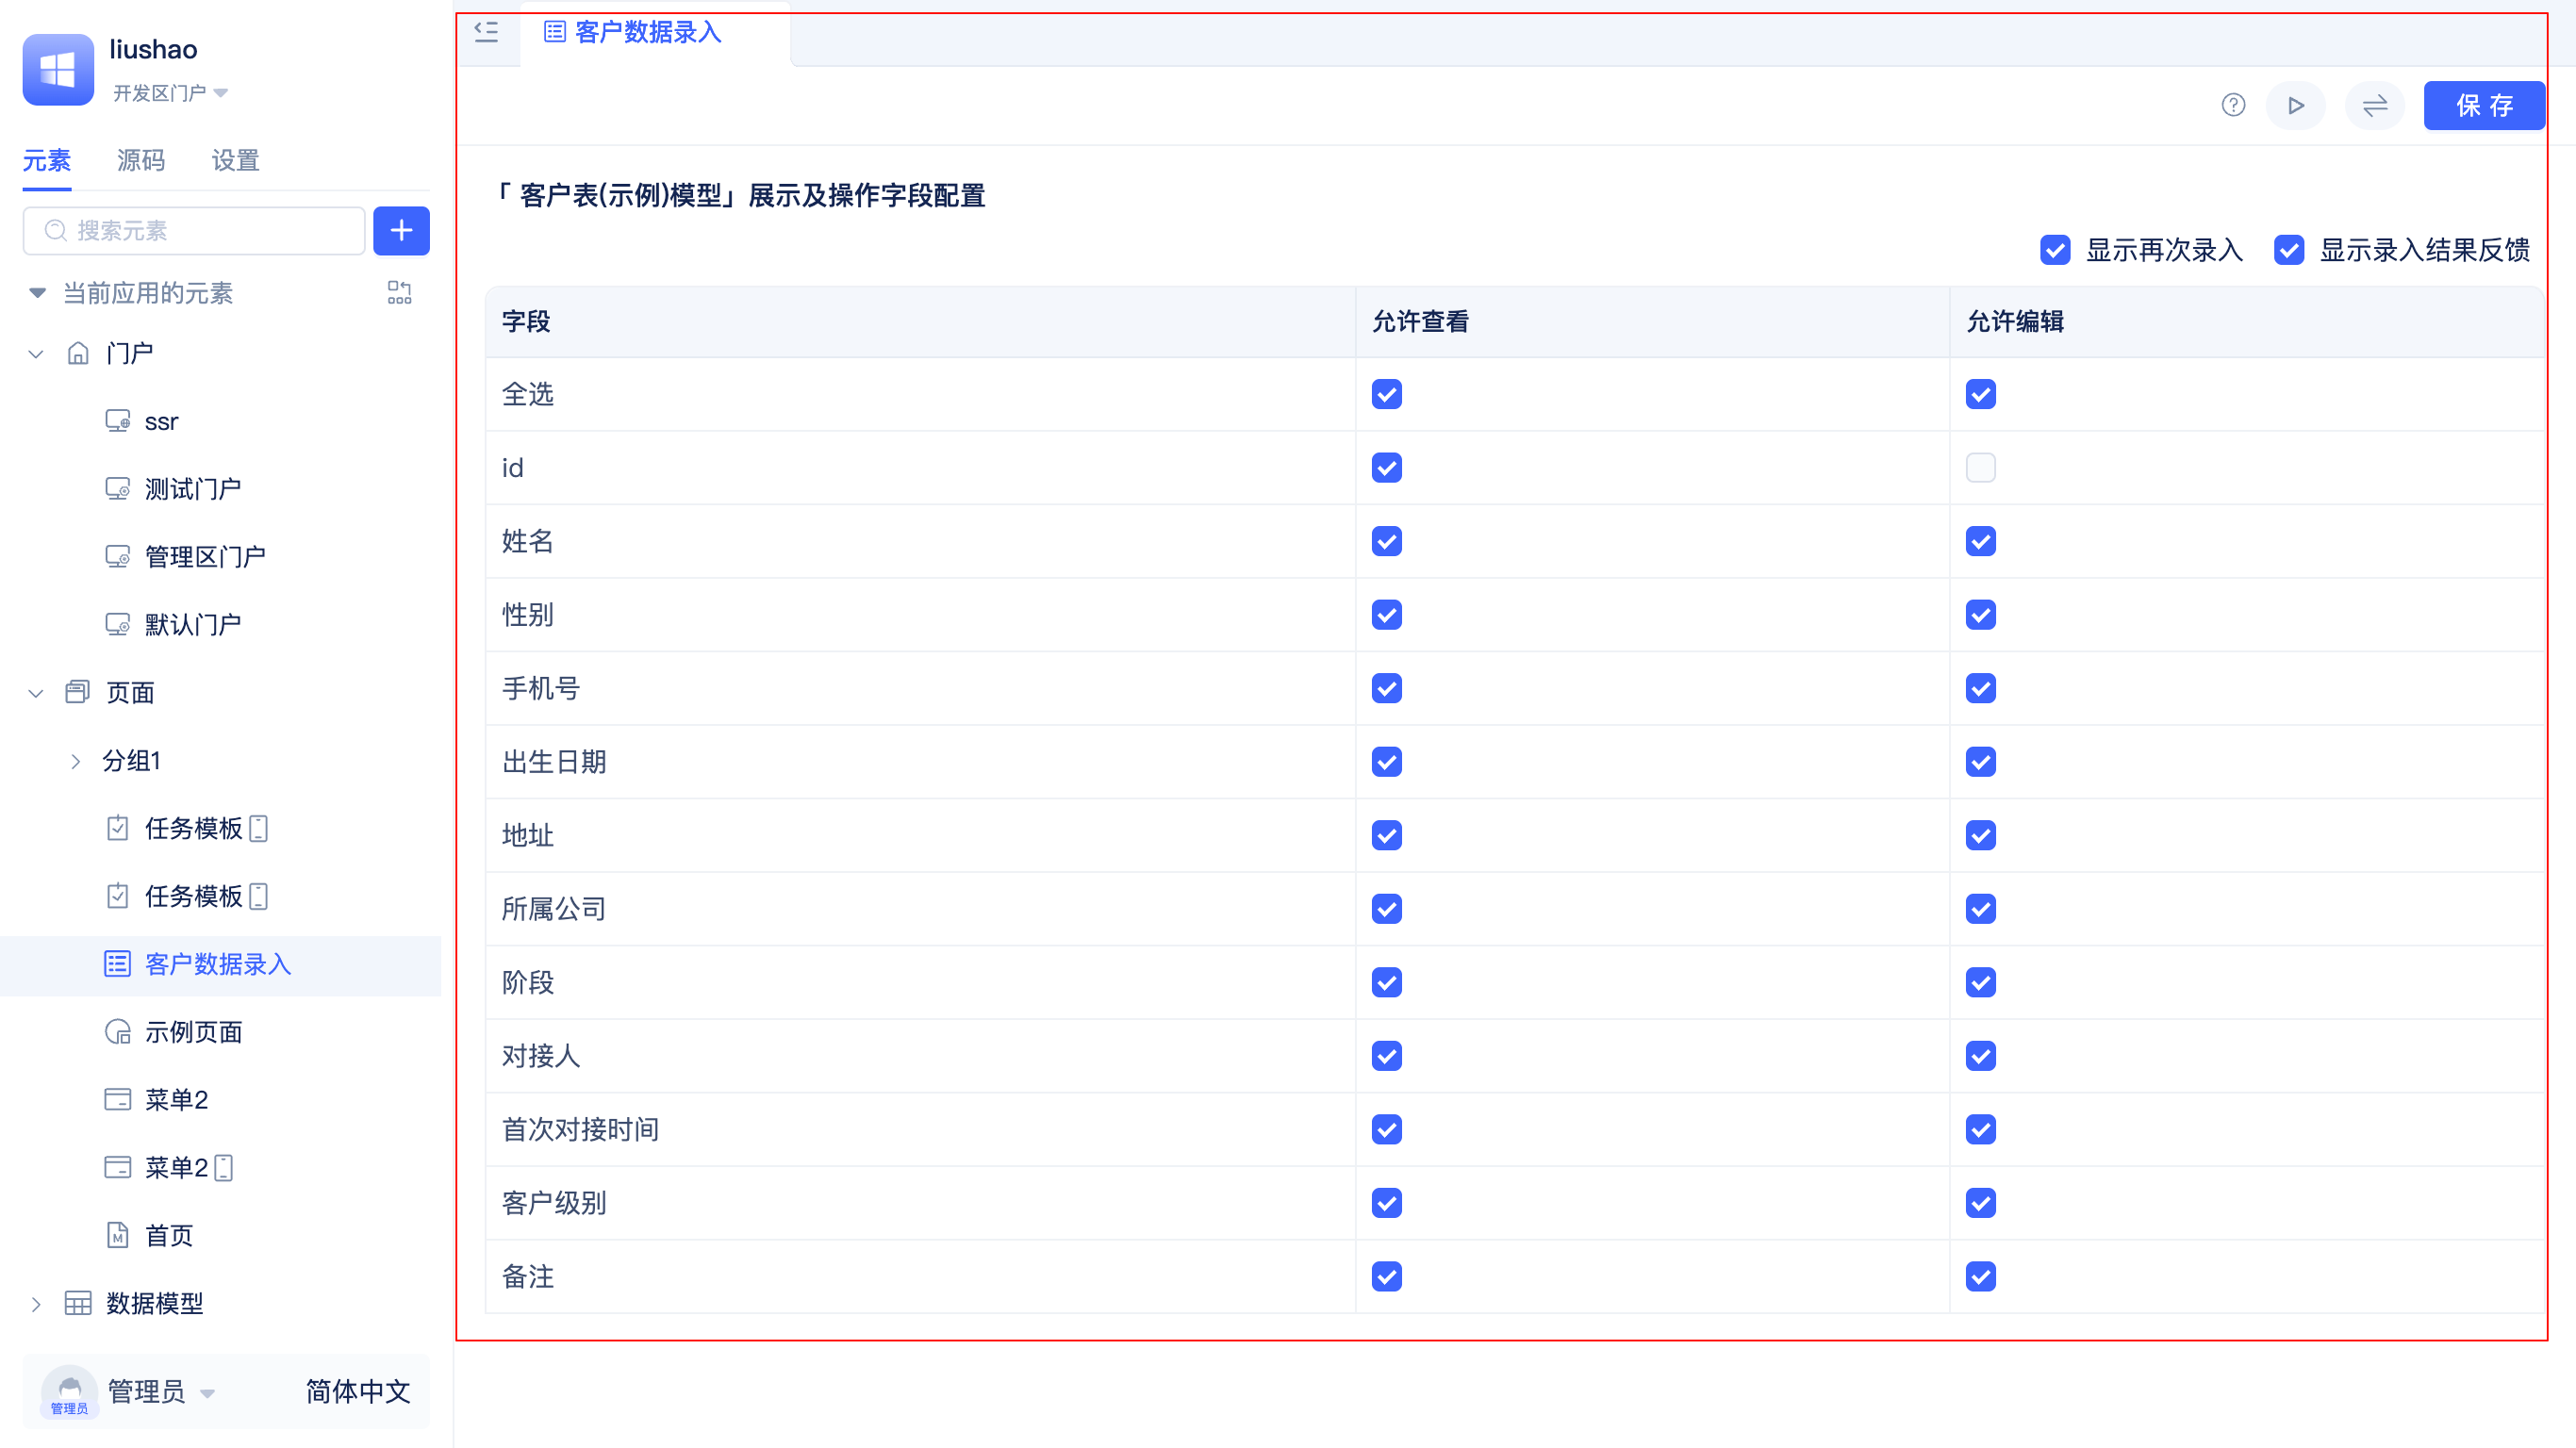 liushao
开发区门户
元素 源码 设置
搜索元素
当前应用的元素
门户
ssr
测试门户
管理区门户
默认门户
页面
分组1
任务模板
任务模板
客户数据录入
示例页面
菜单2
菜单2
首页
数据模型
管理员
管理员 简体中文
客户数据录入
保 存
「 客户表(示例)模型」展示及操作字段配置
显示再次录入 显示录入结果反馈
字段 允许查看 允许编辑
全选
id
姓名
性别
手机号
出生日期
地址
所属公司
阶段
对接人
首次对接时间
客户级别
备注